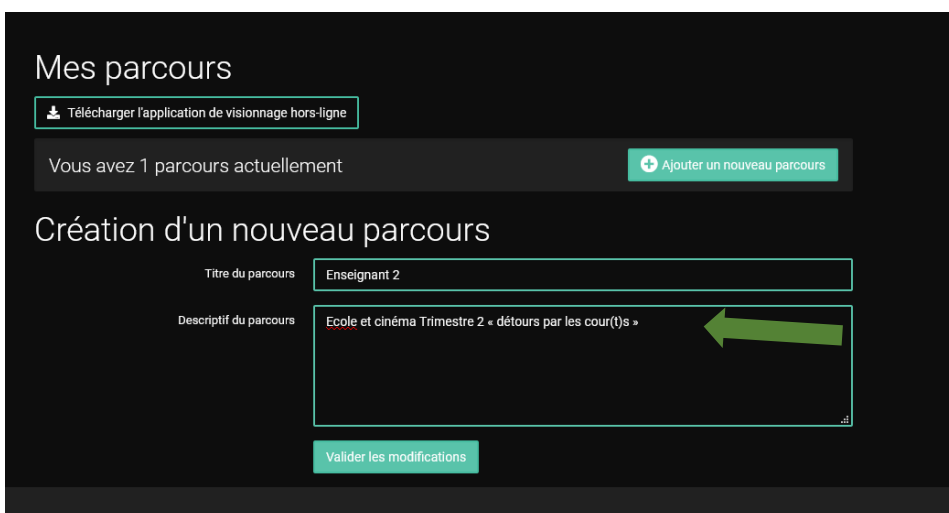 Mes parcours
Télécharger l'application de visionnage hors-ligne
Vous avez 1 parcours actuellement
Ajouter un nouveau parcours
Création d'un nouveau parcours
Titre du parcours
Enseignant 2
Descriptif du parcours
Ecole et cinéma Trimestre 2 « détours par les cour(t)s »
Valider les modifications